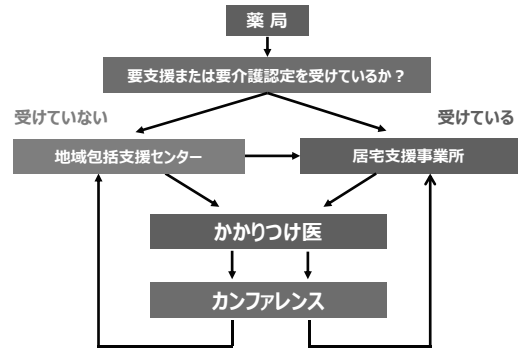 薬 局
要支援または要介護認定を受けているか？
受けていない
受けている
地域包括支援センター
居宅支援事業所
かかりつけ医
カンファレンス